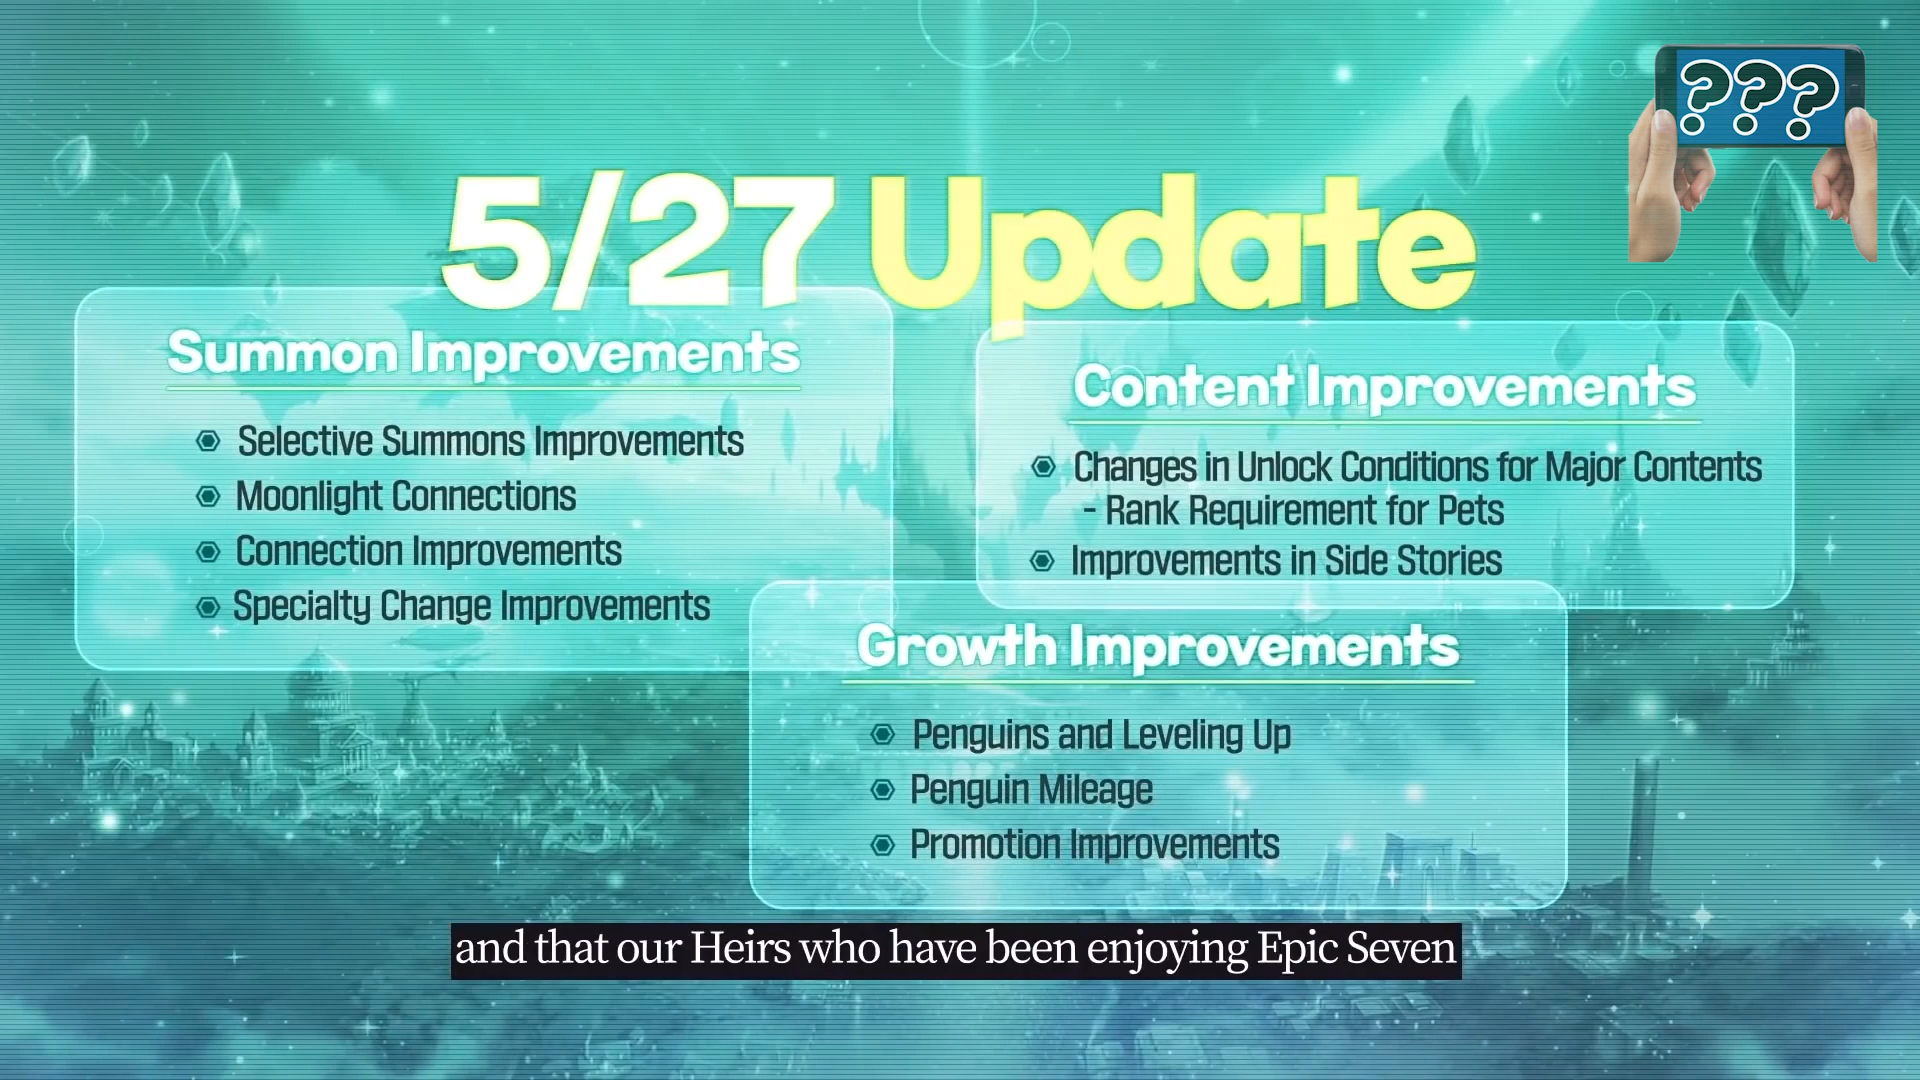 ???
5/27 Update
Summon Improvements
Selective Summons Improvements
Moonlight Connections
Connection Improvements
Specialty Change Improvements
Content Improvements
Changes in Unlock Conditions for Major Contents
- Rank Requirement for Pets
Improvements in Side Stories
Growth Improvements
Penguins and Leveling Up
Penguin Mileage
Promotion Improvements
and that our Heirs who have been enjoying Epic Seven